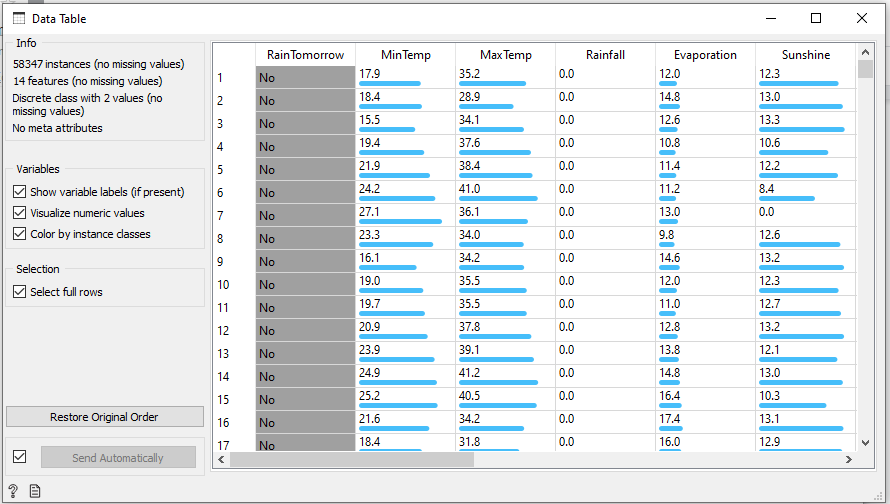 Data Table
Info
58347 instances (no missing values)
14 features (no missing values)
Discrete class with 2 values (no
missing values)
No meta attributes
Variables
Show variable labels (if present)
Visualize numeric values
Color by instance classes
Selection
Select full rows
Restore Original Order
Send Automatically
?
RainTomorrow MinTemp MaxTemp Rainfall Evaporation Sunshine
1 No 17.9 35.2 0.0 12.0 12.3
2 No 18.4 28.9 0.0 14.8 13.0
3 No 15.5 34.1 0.0 12.6 13.3
4 No 19.4 37.6 0.0 10.8 10.6
5 No 21.9 38.4 0.0 11.4 12.2
6 No 24.2 41.0 0.0 11.2 8.4
7 No 27.1 36.1 0.0 13.0 0.0
8 No 23.3 34.0 0.0 9.8 12.6
9 No 16.1 34.2 0.0 14.6 13.2
10 No 19.0 35.5 0.0 12.0 12.3
11 No 19.7 35.5 0.0 11.0 12.7
12 No 20.9 37.8 0.0 12.8 13.2
13 No 23.9 39.1 0.0 13.8 12.1
14 No 24.9 41.2 0.0 14.8 13.0
15 No 25.2 40.5 0.0 16.4 10.3
16 No 21.6 34.2 0.0 17.4 13.1
17 No 18.4 31.8 0.0 16.0 12.9